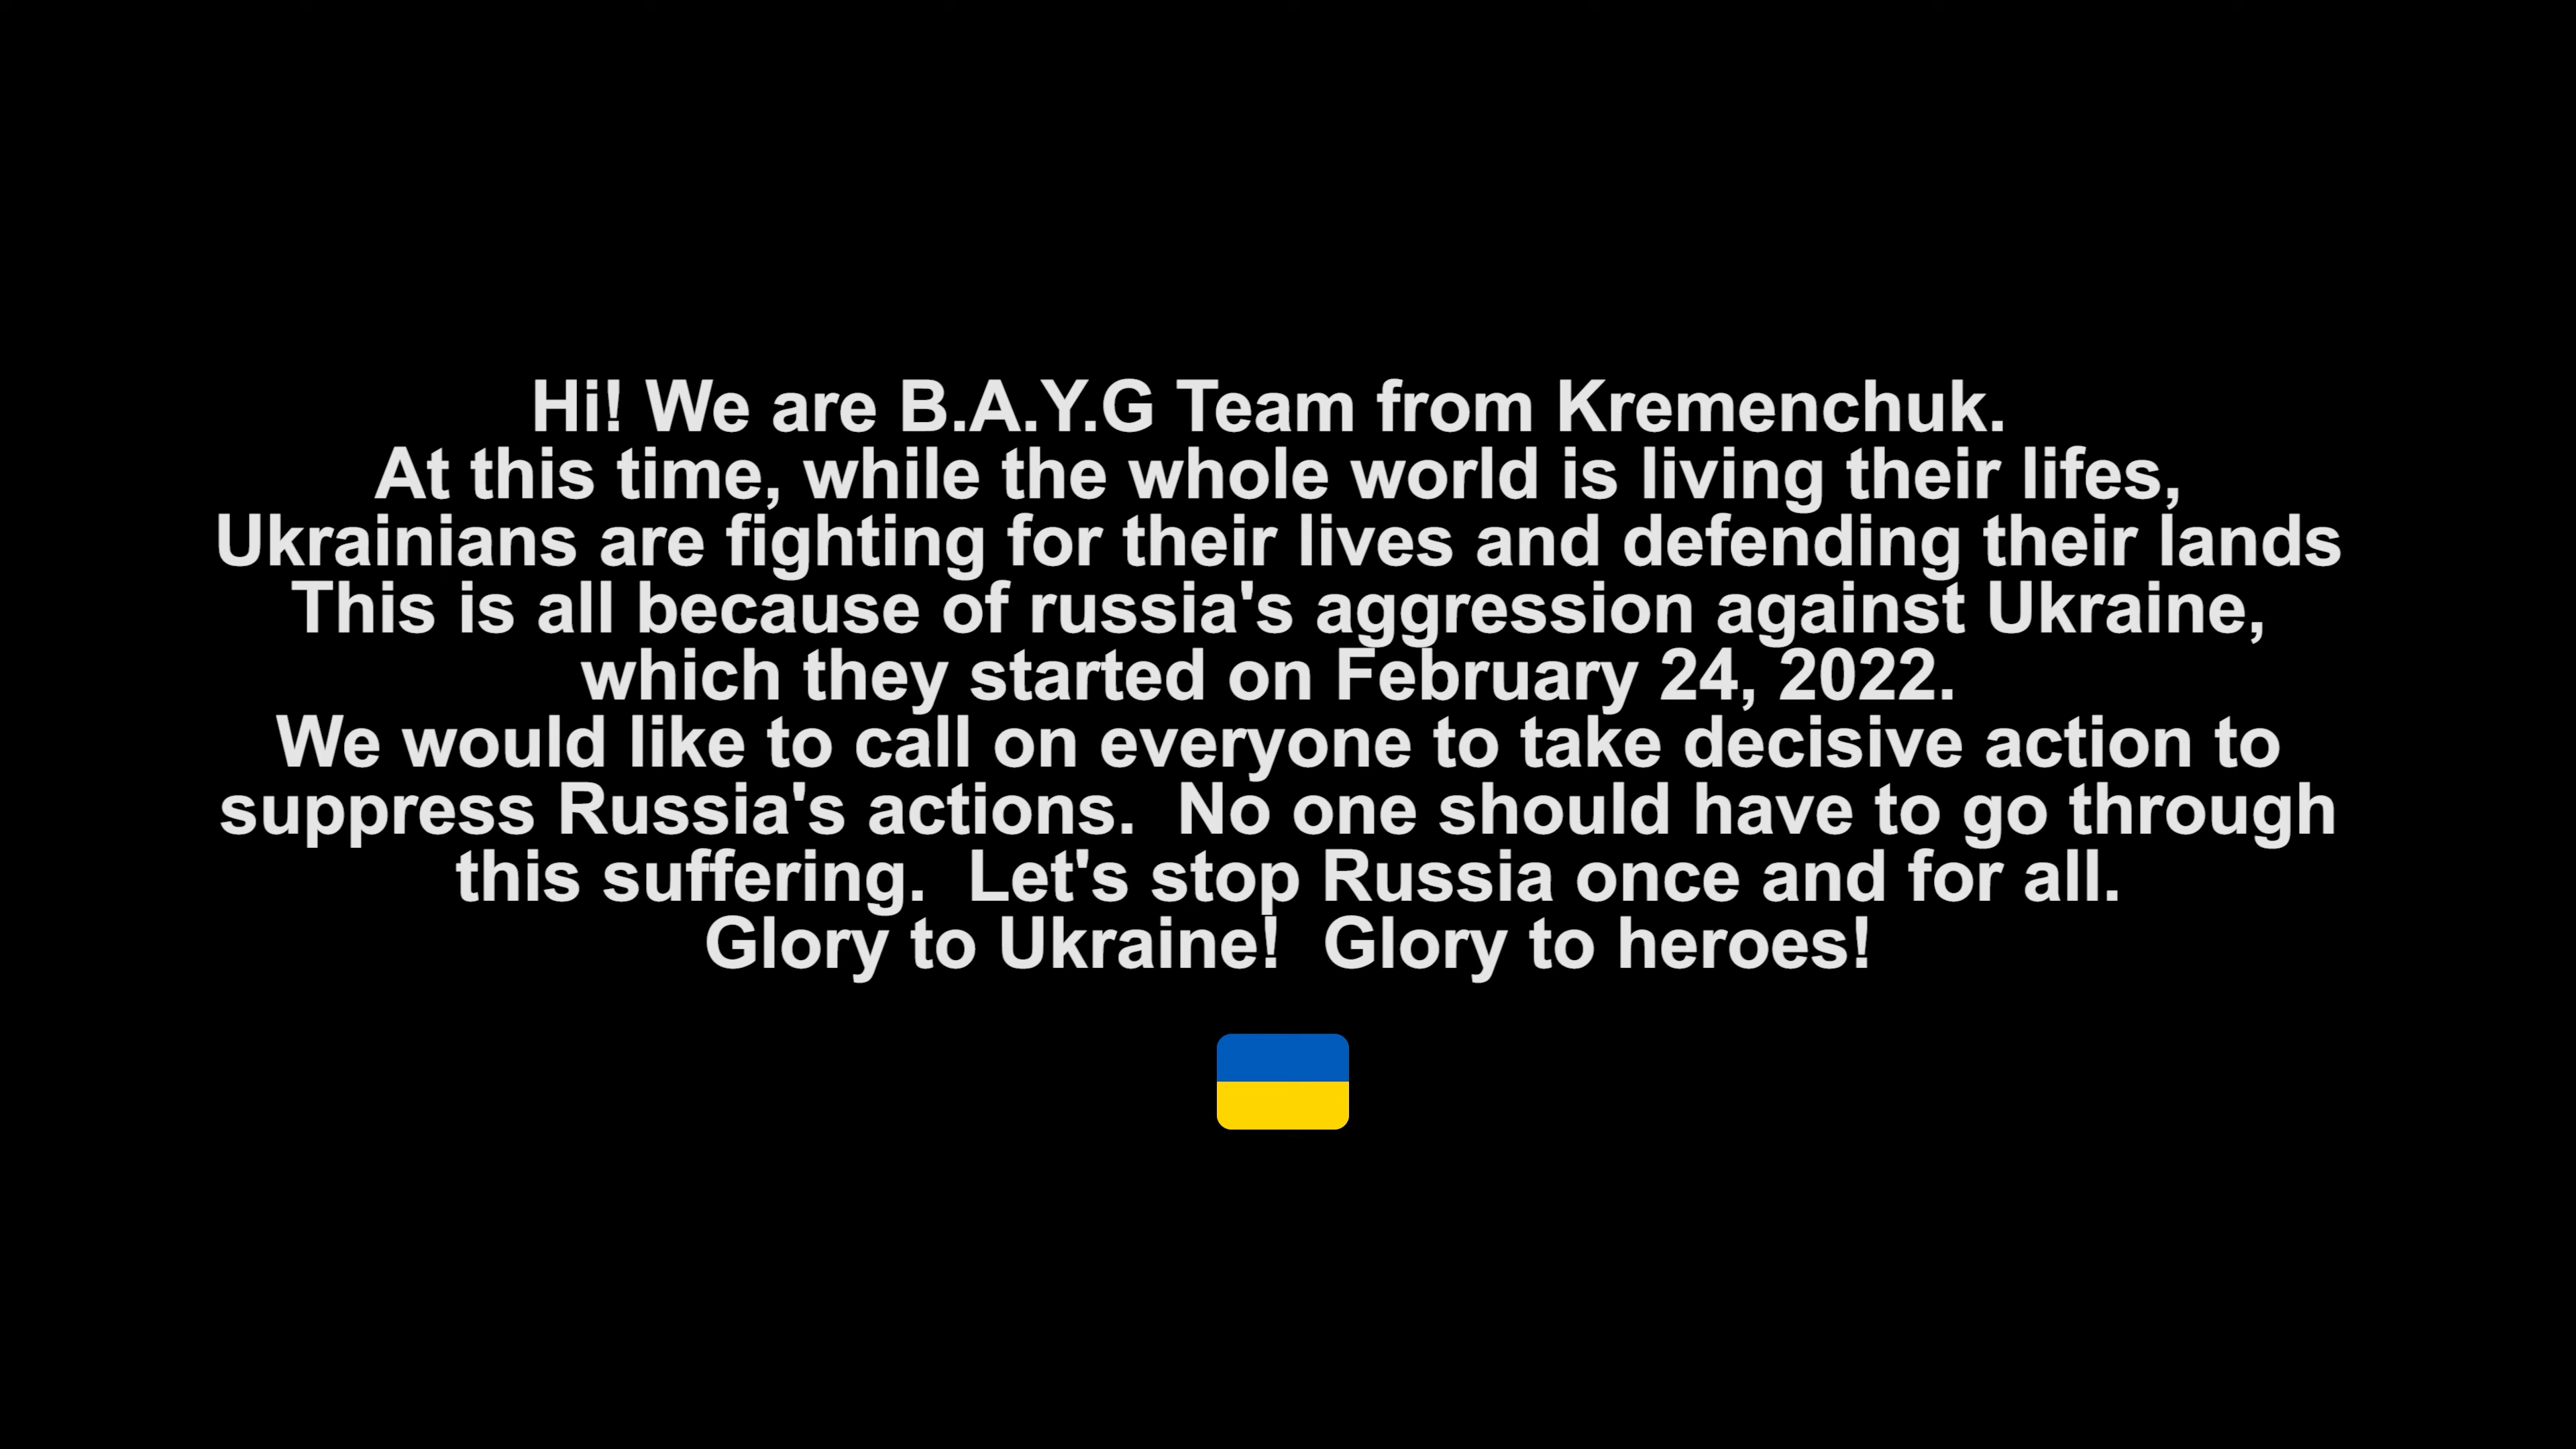 Hi! We are B.A.Y.G Team from Kremenchuk.
At this time, while the whole world is living their lifes,
Ukrainians are fighting for their lives and defending their lands
This is all because of russia's aggression against Ukraine,
which they started on February 24, 2022.
We would like to call on everyone to take decisive action to
suppress Russia's actions.  No one should have to go through
this suffering.  Let's stop Russia once and for all.
Glory to Ukraine!  Glory to heroes!